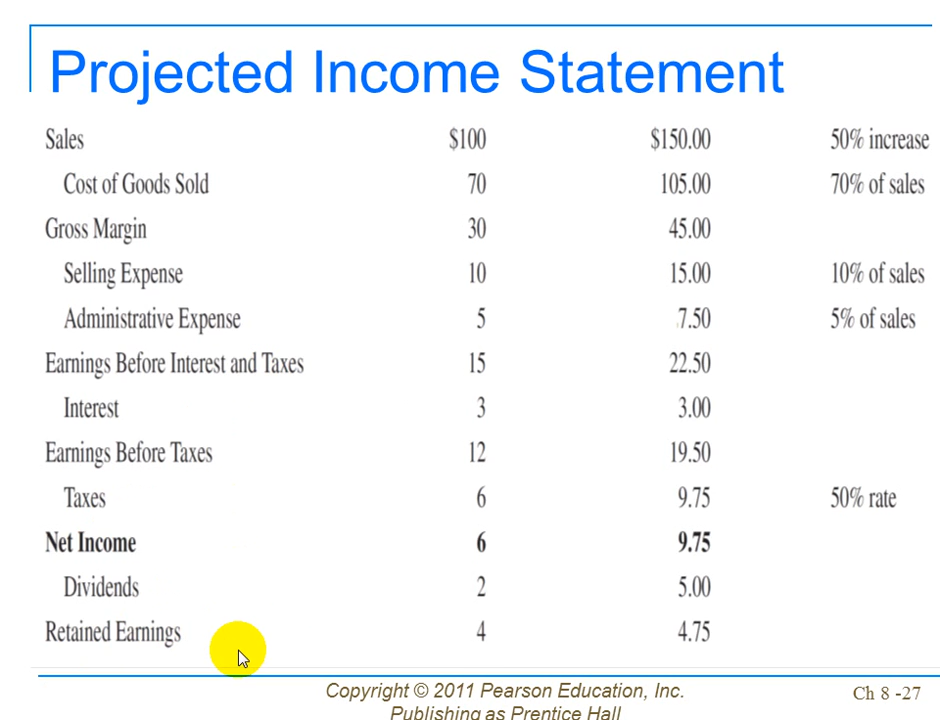 Projected Income Statement
Sales $100 $150.00 50% increase
Cost of Goods Sold 70 105.00 70% of sales
Gross Margin 30 45.00
Selling Expense 10 15.00 10% of sales
Administrative Expense 5 7.50 5% of sales
Earnings Before Interest and Taxes 15 22.50
Interest 3 3.00
Earnings Before Taxes 12 19.50
Taxes 6 9.75 50% rate
Net Income 6 9.75
Dividends 2 5.00
Retained Earnings 4 4.75
Copyright © 2011 Pearson Education, Inc.
Publishing as Prentice Hall
Ch 8 -27